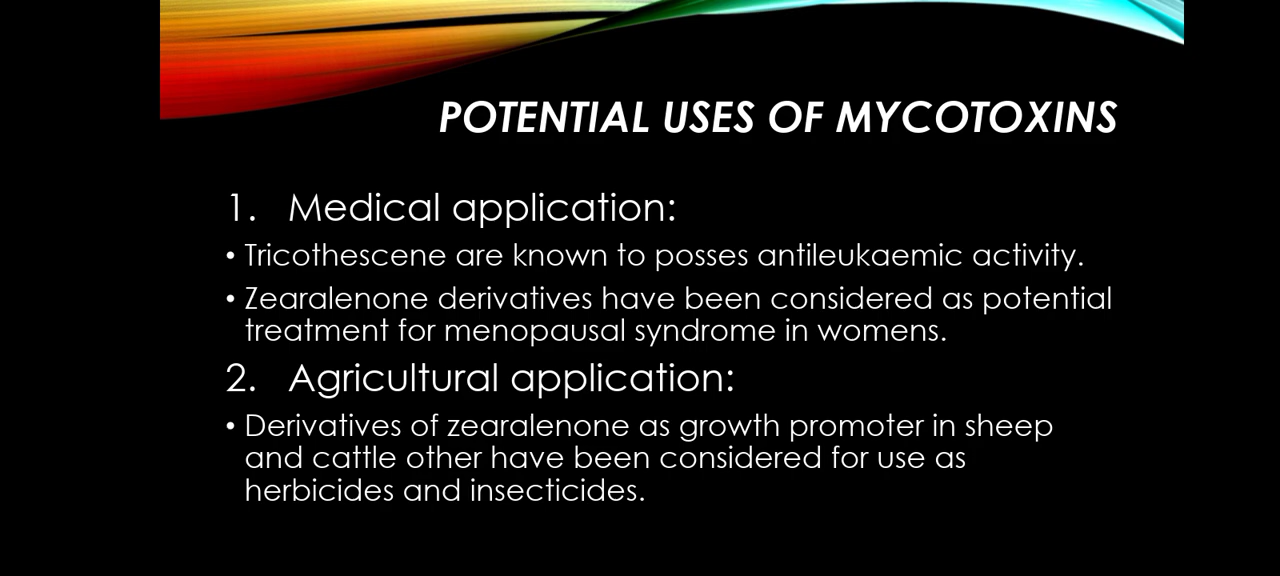 POTENTIAL USES OF MYCOTOXINS
1. Medical application:
• Tricothescene are known to posses antileukaemic activity.
• Zearalenone derivatives have been considered as potential
treatment for menopausal syndrome in womens.
2. Agricultural application:
• Derivatives of zearalenone as growth promoter in sheep
and cattle other have been considered for use as
herbicides and insecticides.